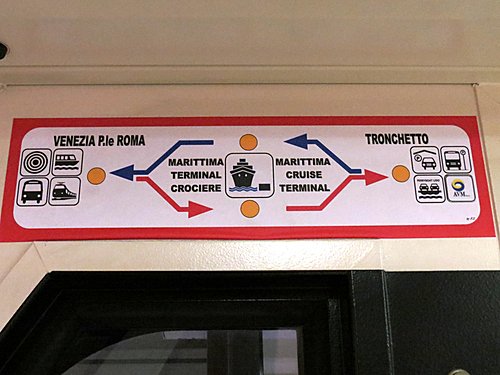 VENEZIA P.le ROMA
TRONCHETTO
MARITTIMA
TERMINAL
CROCIERE
MARITTIMA
CRUISE
TERMINAL
AVM